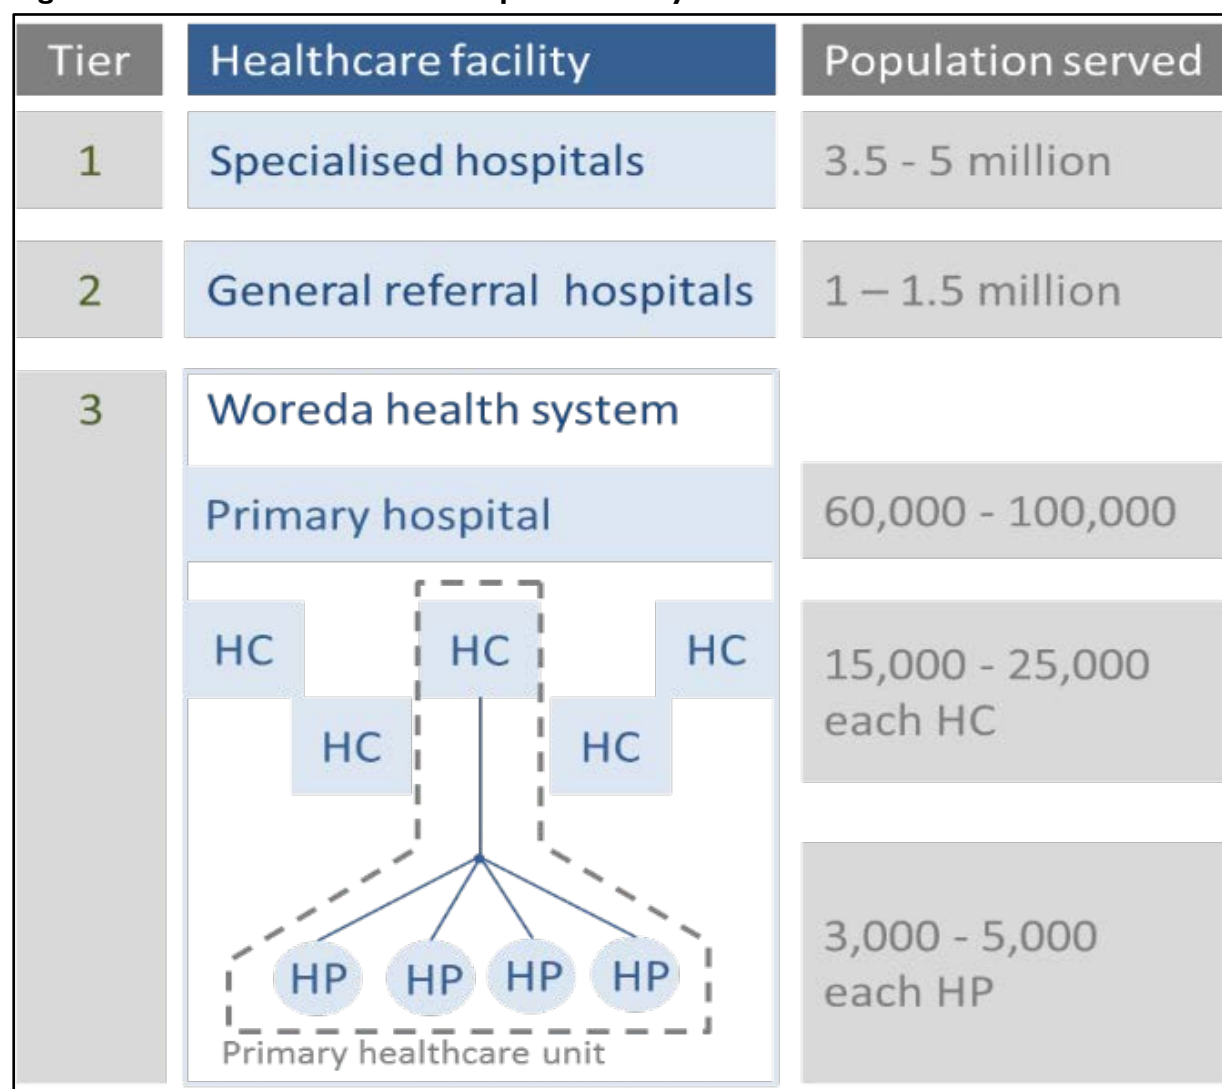 Tier
Healthcare facility
Population served
1
Specialised hospitals
3.5 - 5 million
2
General referral hospitals
1 – 1.5 million
3
Woreda health system
Primary hospital
60,000 - 100,000
HC
HC
HC
HC
HC
15,000 - 25,000
each HC
HP
HP
HP
HP
3,000 - 5,000
each HP
Primary healthcare unit